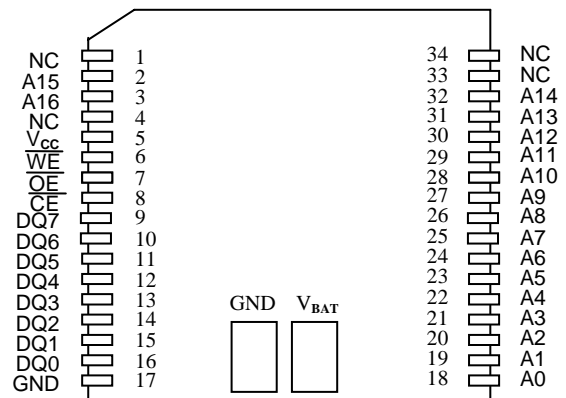 NC 1 34 NC
A15 2 33 NC
A16 3 32 A14
NC 4 31 A13
VCC 5 30 A12
WE 6 29 A11
OE 7 28 A10
CE 8 27 A9
DQ7 9 26 A8
DQ6 10 25 A7
DQ5 11 24 A6
DQ4 12 23 A5
DQ3 13 22 A4
DQ2 14 21 A3
DQ1 15 20 A2
DQ0 16 19 A1
GND 17 18 A0
GND VBAT